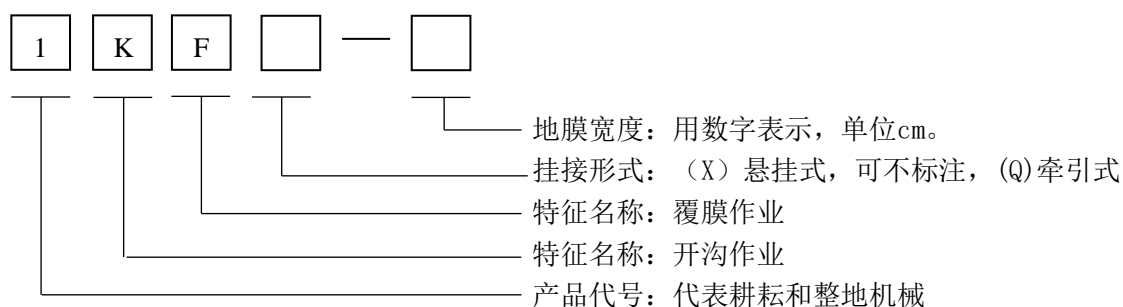 1 K F —
地膜宽度：用数字表示，单位cm。
挂接形式：（X）悬挂式，可不标注，(Q)牵引式
特征名称：覆膜作业
特征名称：开沟作业
产品代号：代表耕耘和整地机械